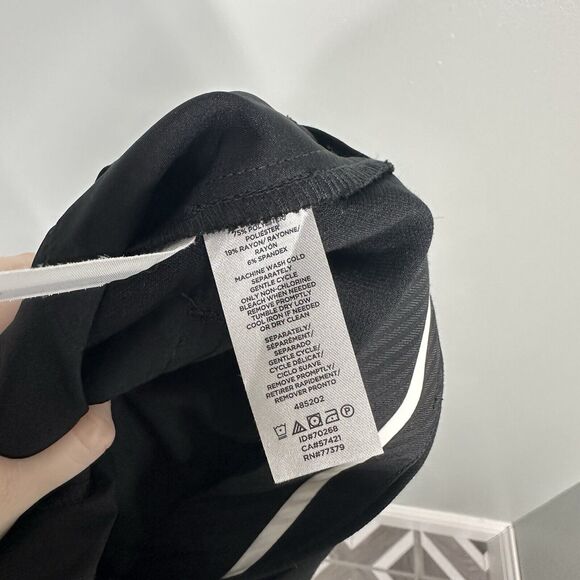 75% POLYESTER/
POLIÉSTER
19% RAYON/ RAYONNE/
RAYÓN
6% SPANDEX
MACHINE WASH COLD
SEPARATELY
GENTLE CYCLE
ONLY NON-CHLORINE
BLEACH WHEN NEEDED
REMOVE PROMPTLY
TUMBLE DRY LOW
COOL IRON IF NEEDED
OR DRY CLEAN
SEPARATELY/
SÉPARÉMENT/
SEPARADO
GENTLE CYCLE/
CYCLE DÉLICAT/
CICLO SUAVE
REMOVE PROMPTLY/
RETIRER RAPIDEMENT/
REMOVER PRONTO
485202
ID#70268
CA#57421
RN#77379